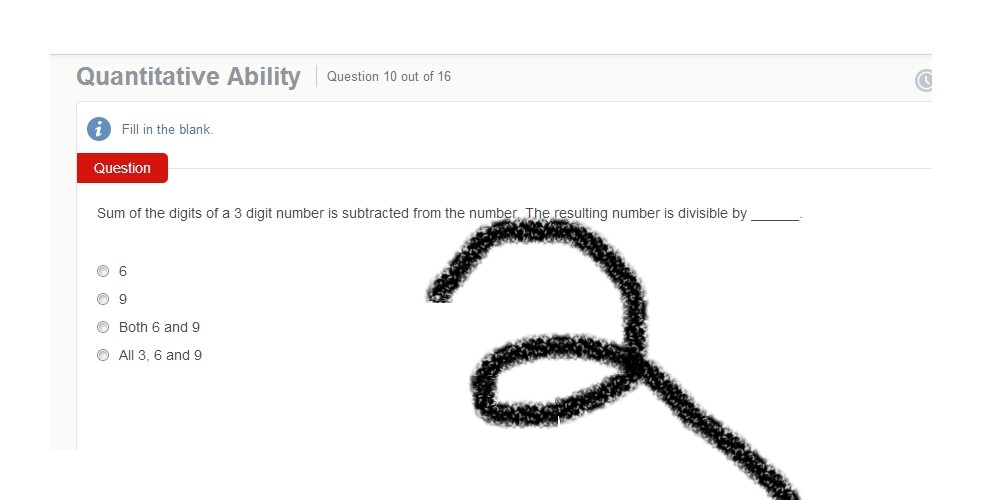 Quantitative Ability Question 10 out of 16
Fill in the blank.
Question
Sum of the digits of a 3 digit number is subtracted from the number. The resulting number is divisible by ______.
6
9
Both 6 and 9
All 3, 6 and 9
2